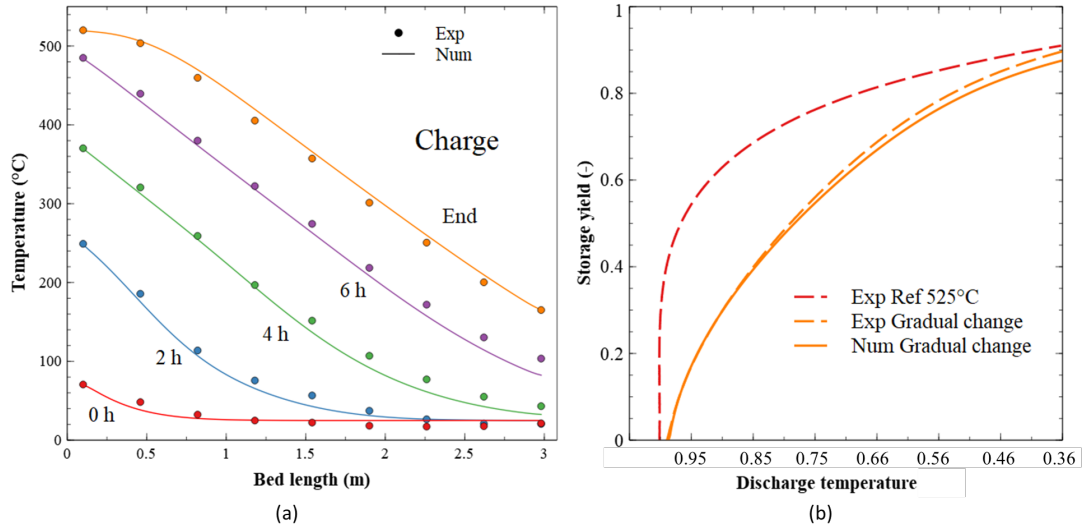 500
400
300
200
100
0
Temperature (°C)
Exp
Num
Charge
End
6 h
4 h
2 h
0 h
0 0.5 1 1.5 2 2.5 3
Bed length (m)
(a)
1
0.8
0.6
0.4
0.2
0
Storage yield (-)
Exp Ref 525°C
Exp Gradual change
Num Gradual change
0.95 0.85 0.75 0.66 0.56 0.46 0.36
Discharge temperature
(b)